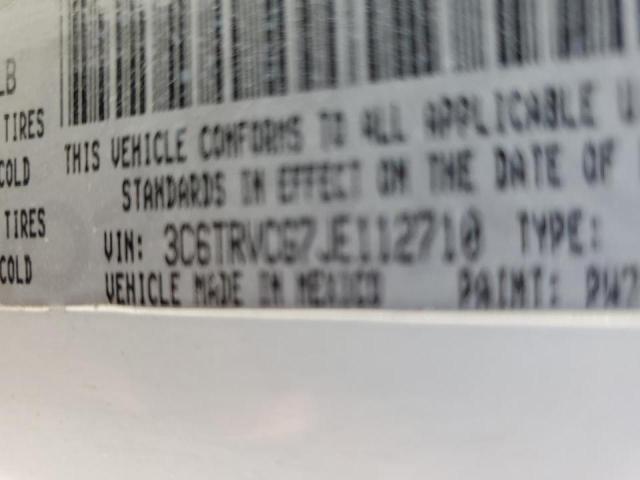 LB
TIRES
COLD
TIRES
COLD
THIS VEHICLE CONFORMS TO ALL APPLICABLE U
STANDARDS IN EFFECT ON THE DATE OF
VIN: 3C6TRVCG7JE112710 TYPE:
VEHICLE MADE IN MEXICO PAINT: PW7